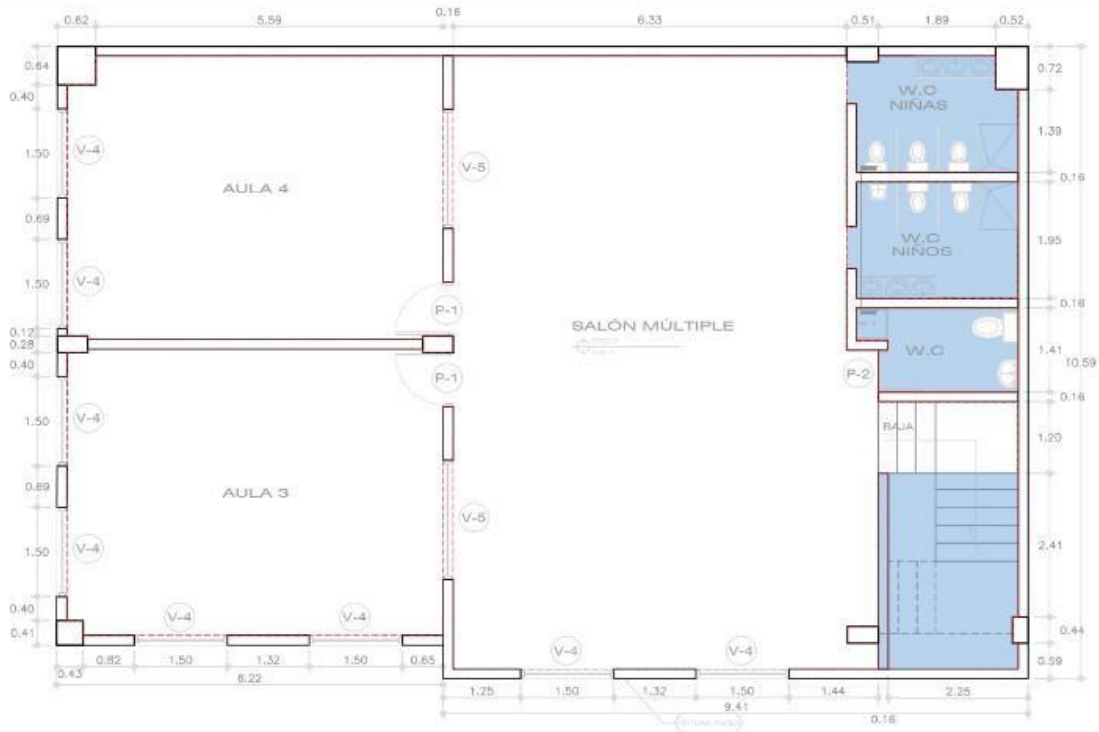 0.62 5.59 0.16 6.33 0.51 1.89 0.52
0.64
0.40
1.50
0.69
1.50
0.12
0.28
0.40
1.50
0.69
1.50
0.40
0.41
V-4
V-4
V-4
V-4
AULA 4
AULA 3
V-5
P-1
P-1
V-5
SALÓN MÚLTIPLE
W.C
NIÑAS
W.C
NIÑOS
W.C
P-2
BAJA
0.72
1.39
0.16
1.95
0.16
1.41
10.59
0.16
1.20
2.41
0.44
0.59
V-4 V-4
V-4 V-4
0.43 0.82 1.50 1.32 1.50 0.65
6.22
1.25 1.50 1.32 1.50 1.44 2.25
9.41
0.16